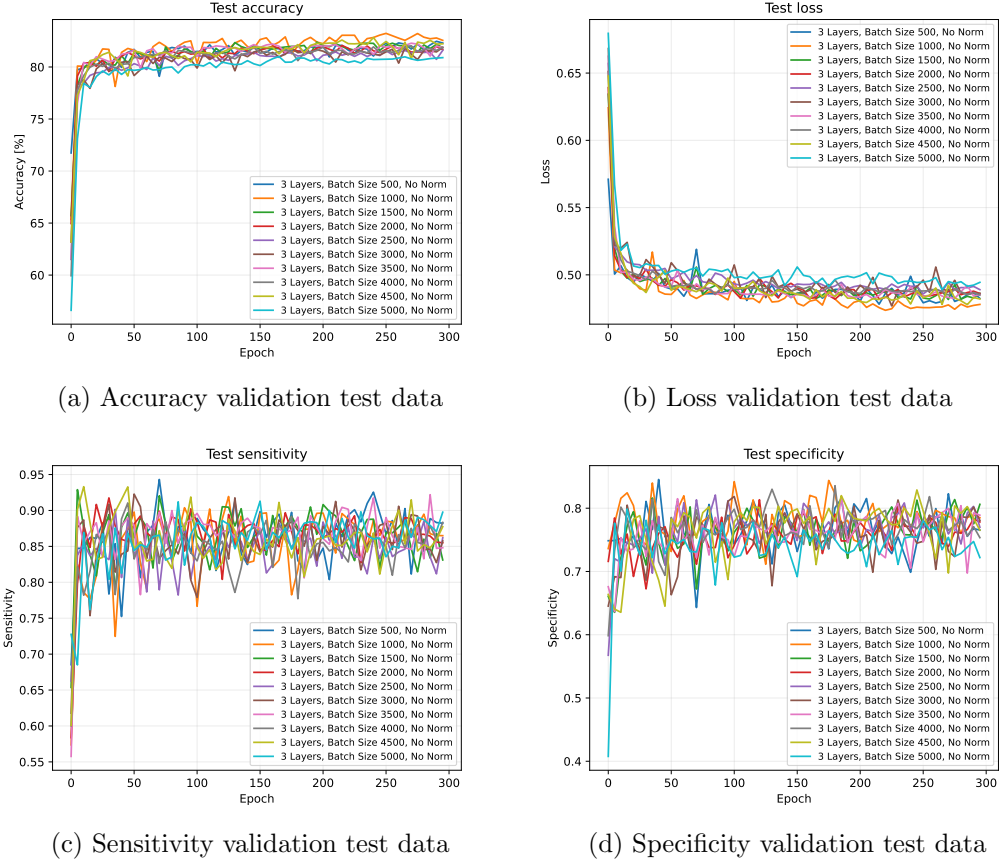 Test accuracy
Accuracy [%]
80
75
70
65
60
3 Layers, Batch Size 500, No Norm
3 Layers, Batch Size 1000, No Norm
3 Layers, Batch Size 1500, No Norm
3 Layers, Batch Size 2000, No Norm
3 Layers, Batch Size 2500, No Norm
3 Layers, Batch Size 3000, No Norm
3 Layers, Batch Size 3500, No Norm
3 Layers, Batch Size 4000, No Norm
3 Layers, Batch Size 4500, No Norm
3 Layers, Batch Size 5000, No Norm
0 50 100 150 200 250 300
Epoch
(a) Accuracy validation test data
Test loss
Loss
0.65
0.60
0.55
0.50
3 Layers, Batch Size 500, No Norm
3 Layers, Batch Size 1000, No Norm
3 Layers, Batch Size 1500, No Norm
3 Layers, Batch Size 2000, No Norm
3 Layers, Batch Size 2500, No Norm
3 Layers, Batch Size 3000, No Norm
3 Layers, Batch Size 3500, No Norm
3 Layers, Batch Size 4000, No Norm
3 Layers, Batch Size 4500, No Norm
3 Layers, Batch Size 5000, No Norm
0 50 100 150 200 250 300
Epoch
(b) Loss validation test data
Test sensitivity
Sensitivity
0.95
0.90
0.85
0.80
0.75
0.70
0.65
0.60
0.55
3 Layers, Batch Size 500, No Norm
3 Layers, Batch Size 1000, No Norm
3 Layers, Batch Size 1500, No Norm
3 Layers, Batch Size 2000, No Norm
3 Layers, Batch Size 2500, No Norm
3 Layers, Batch Size 3000, No Norm
3 Layers, Batch Size 3500, No Norm
3 Layers, Batch Size 4000, No Norm
3 Layers, Batch Size 4500, No Norm
3 Layers, Batch Size 5000, No Norm
0 50 100 150 200 250 300
Epoch
(c) Sensitivity validation test data
Test specificity
Specificity
0.8
0.7
0.6
0.5
0.4
3 Layers, Batch Size 500, No Norm
3 Layers, Batch Size 1000, No Norm
3 Layers, Batch Size 1500, No Norm
3 Layers, Batch Size 2000, No Norm
3 Layers, Batch Size 2500, No Norm
3 Layers, Batch Size 3000, No Norm
3 Layers, Batch Size 3500, No Norm
3 Layers, Batch Size 4000, No Norm
3 Layers, Batch Size 4500, No Norm
3 Layers, Batch Size 5000, No Norm
0 50 100 150 200 250 300
Epoch
(d) Specificity validation test data